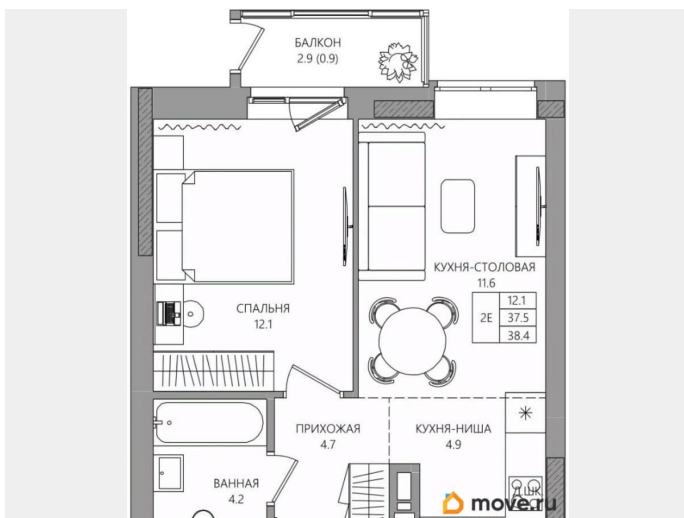 БАЛКОН
2.9 (0.9)
КУХНЯ-СТОЛОВАЯ
11.6
СПАЛЬНЯ
12.1
2Е
12.1
37.5
38.4
ПРИХОЖАЯ
4.7
КУХНЯ-НИША
4.9
ВАННАЯ
4.2
Д.ШК
move.ru